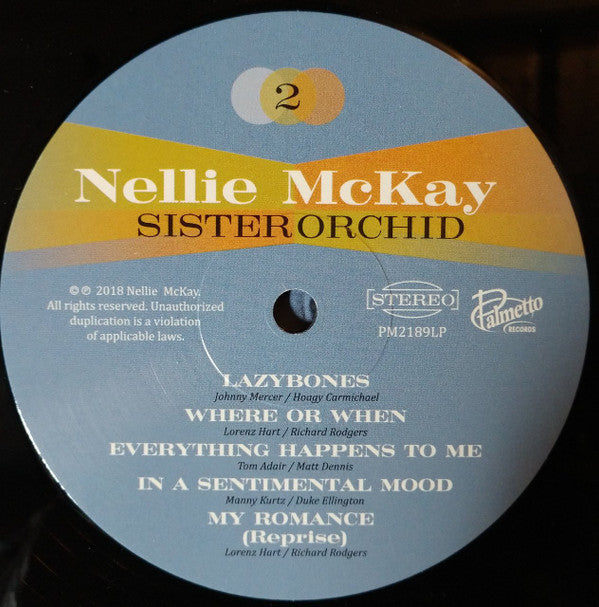 2
Nellie McKay
SISTER ORCHID
© ℗ 2018 Nellie McKay.
All rights reserved. Unauthorized
duplication is a violation
of applicable laws.
STEREO
PM2189LP
Palmetto
RECORDS
LAZYBONES
Johnny Mercer / Hoagy Carmichael
WHERE OR WHEN
Lorenz Hart / Richard Rodgers
EVERYTHING HAPPENS TO ME
Tom Adair / Matt Dennis
IN A SENTIMENTAL MOOD
Manny Kurtz / Duke Ellington
MY ROMANCE
(Reprise)
Lorenz Hart / Richard Rodgers